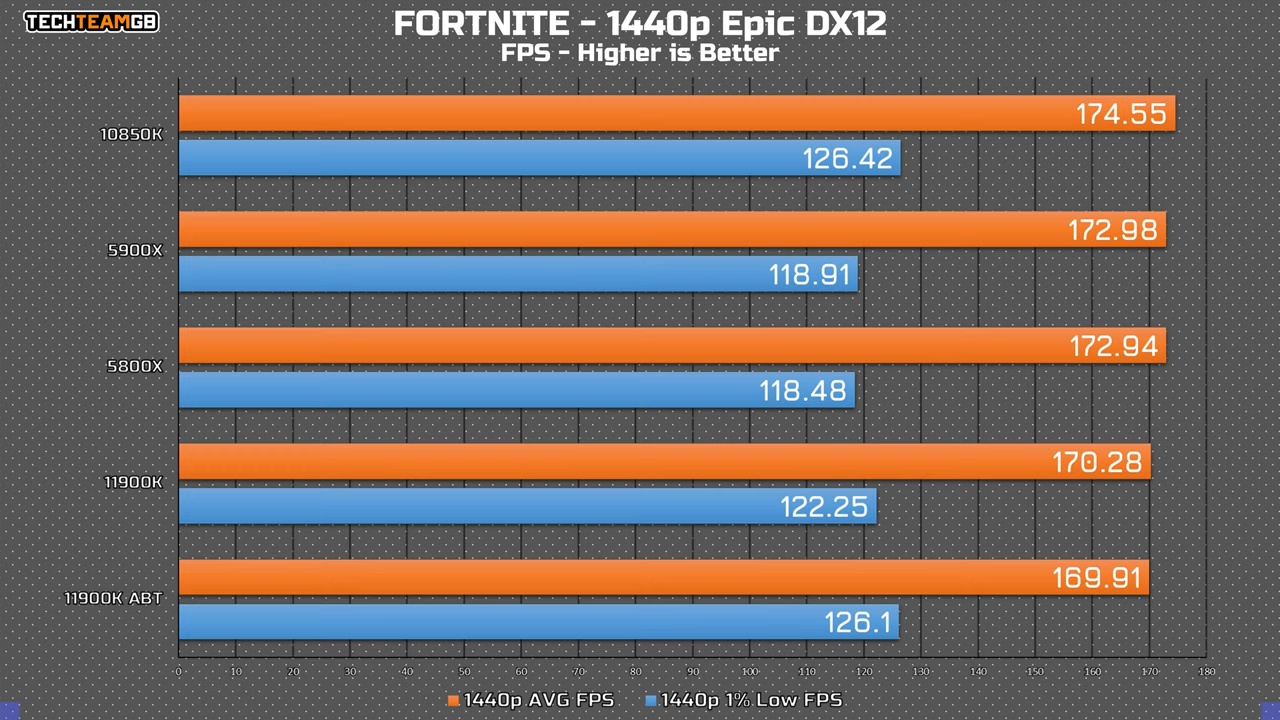 TECHTEAMGB
FORTNITE - 1440p Epic DX12
FPS - Higher is Better
10850K
174.55
126.42
5900X
172.98
118.91
5800X
172.94
118.48
11900K
170.28
122.25
11900K ABT
169.91
126.1
0 10 20 30 40 50 60 70 80 90 100 110 120 130 140 150 160 170 180
1440p AVG FPS 1440p 1% Low FPS